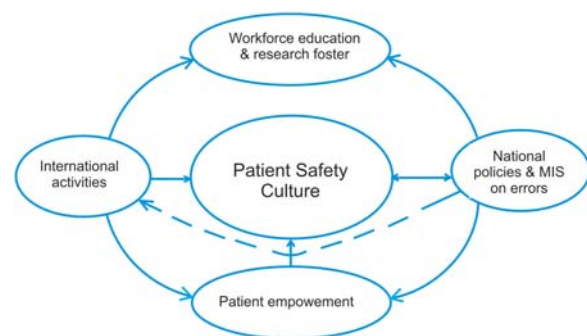 Workforce education
& research foster
International
activities
Patient Safety
Culture
National
policies & MIS
on errors
Patient empowement